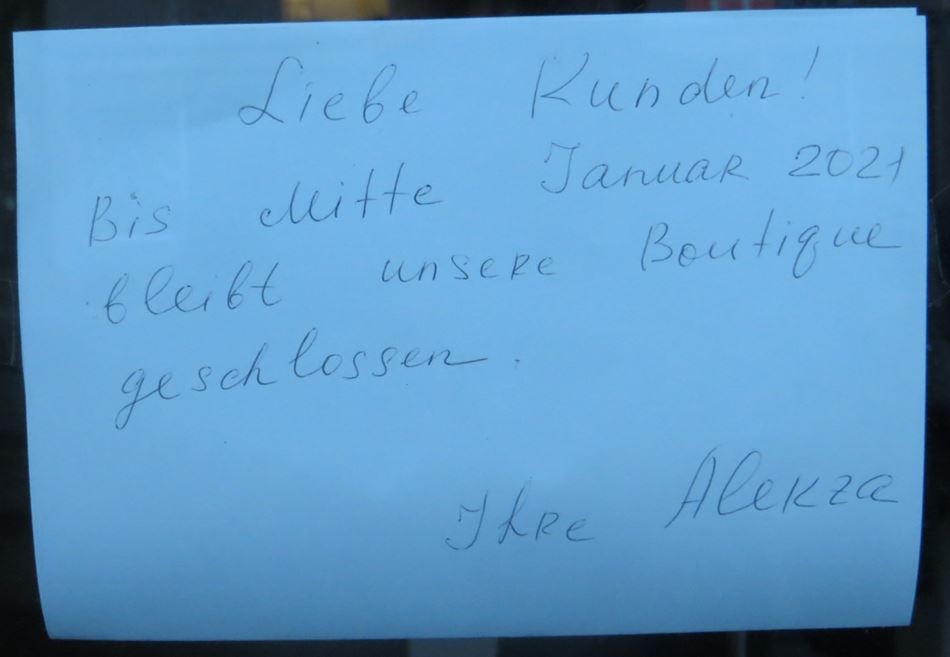 Liebe Kunden!
Bis Mitte Januar 2021
bleibt unsere Boutique
geschlossen.
Ihre Alekza